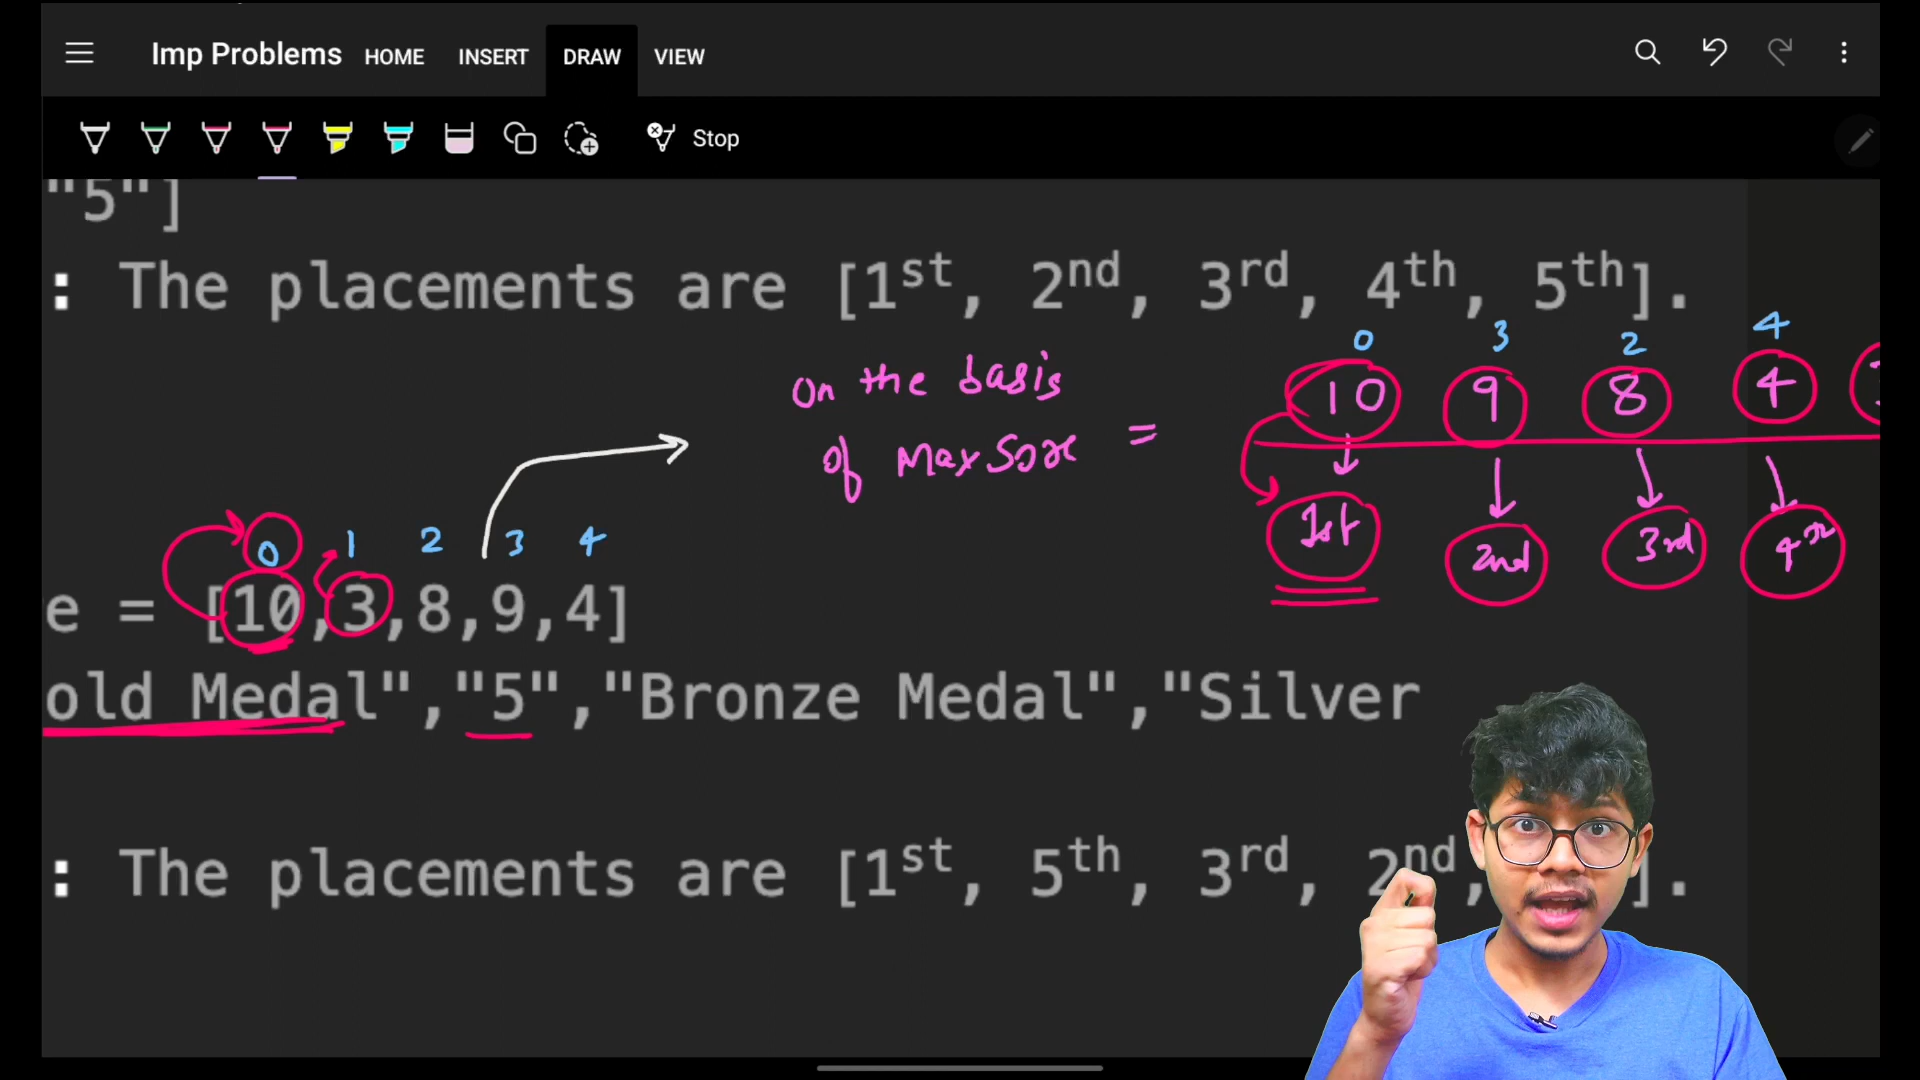 Imp Problems HOME INSERT DRAW VIEW
Stop
"5"]
: The placements are [1st, 2nd, 3rd, 4th, 5th].
0 3 2 4
on the basis
10 9 8 4
of Max Sore =
1st 2nd 3rd 4th
0 1 2 3 4
e = [10,3,8,9,4]
old Medal","5","Bronze Medal","Silver
: The placements are [1st, 5th, 3rd, 2nd, ].